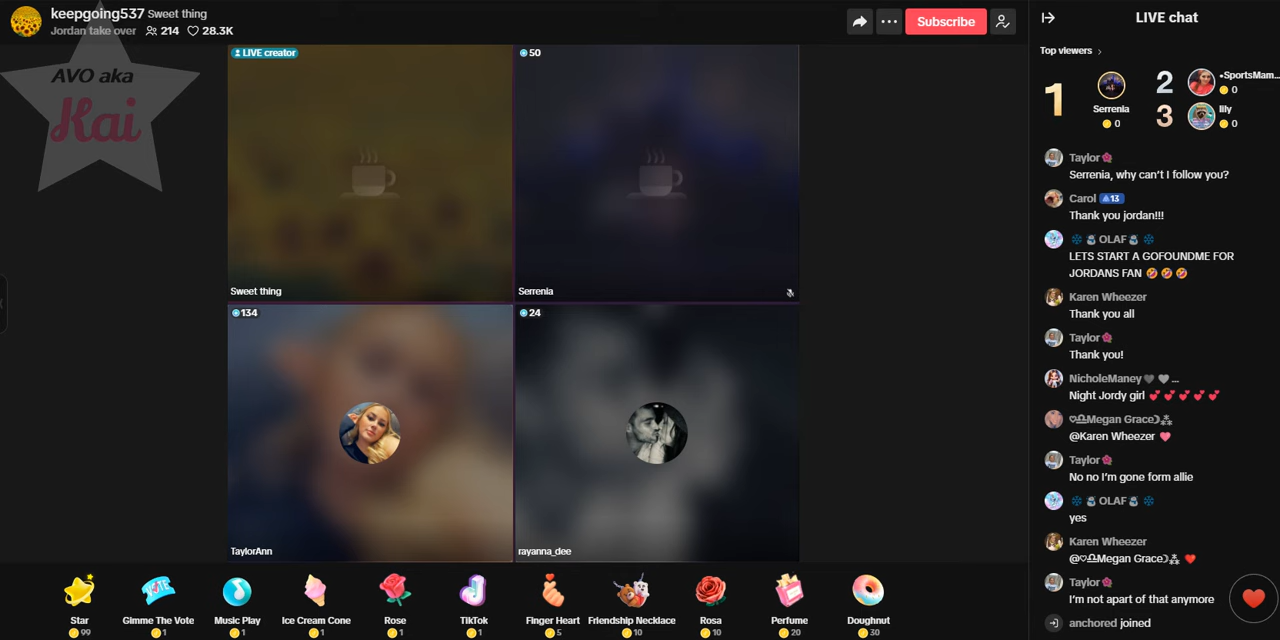 keepgoing537 Sweet thing
Jordan take over 214 28.3K
Subscribe
AVO aka
Kai
LIVE creator
50
Sweet thing
Serrenia
134
24
TaylorAnn
rayanna_dee
Star
99
Gimme The Vote
1
Music Play
1
Ice Cream Cone
1
Rose
1
TikTok
1
Finger Heart
5
Friendship Necklace
10
Rosa
10
Perfume
20
Doughnut
30
LIVE chat
Top viewers
1
Serrenia
0
2
•SportsMam...
0
3
lily
0
Taylor🌺
Serrenia, why can't I follow you?
Carol 13
Thank you jordan!!!
❄️⛄OLAF⛄❄️
LETS START A GOFOUNDME FOR
JORDANS FAN 🤣🤣🤣
Karen Wheezer
Thank you all
Taylor🌺
Thank you!
NicholeManey🖤🤍...
Night Jordy girl 💕💕💕💕💕
♡♎Megan Grace☽⁂
@Karen Wheezer 💗
Taylor🌺
No no I'm gone form allie
❄️⛄OLAF⛄❄️
yes
Karen Wheezer
@♡♎Megan Grace☽⁂ ❤️
Taylor🌺
I'm not apart of that anymore
anchored joined